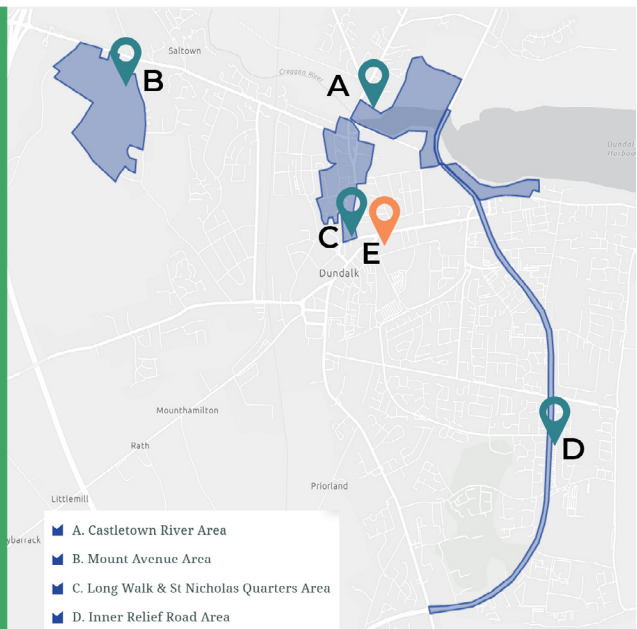 Saltown
B
A
Creggan River
Dundal
Harbour
C
E
Dundalk
Mounthamilton
D
Rath
Priorland
Littlemill
ybarrack
A. Castletown River Area
B. Mount Avenue Area
C. Long Walk & St Nicholas Quarters Area
D. Inner Relief Road Area